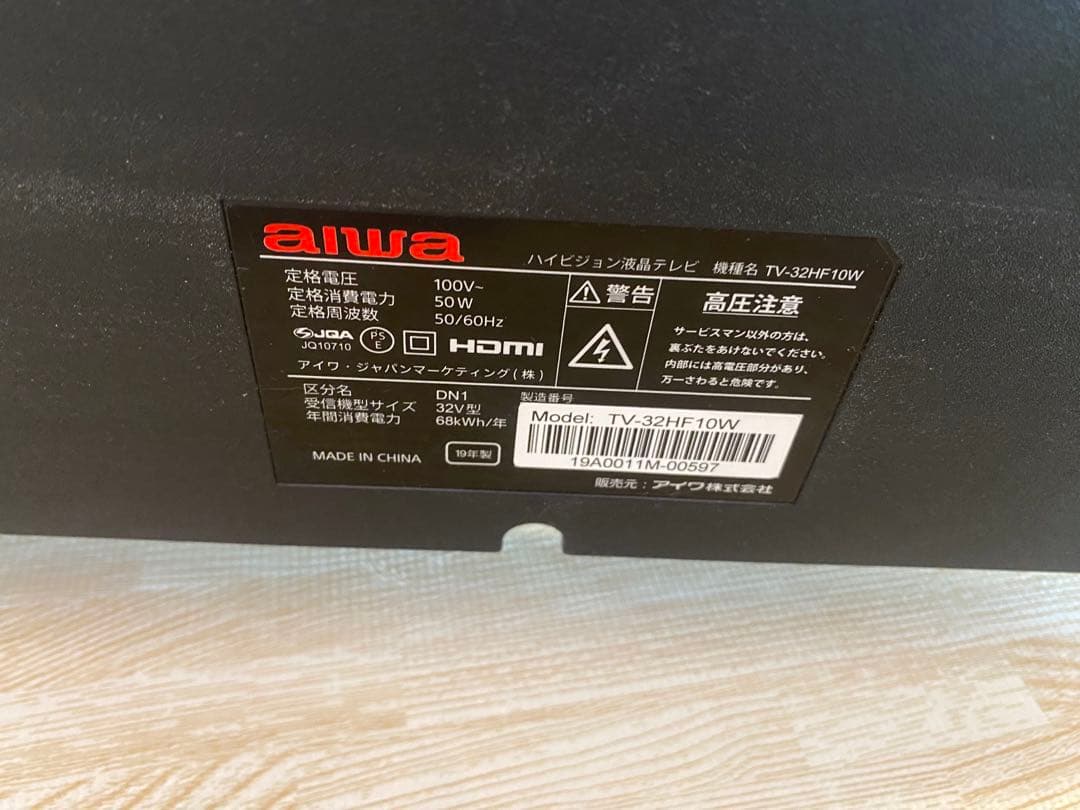 aiwa
ハイビジョン液晶テレビ 機種名 TV-32HF10W
定格電圧 100V~
定格消費電力 50W
定格周波数 50/60Hz
JQA
JQ10710
PS
E
HDMI
アイワ・ジャパンマーケティング(株)
警告
高圧注意
サービスマン以外の方は、
裏ぶたをあけないでください。
内部には高電圧部分があり、
万一さわると危険です。
区分名 DN1
受信機型サイズ 32V型
年間消費電力 68kWh/年
MADE IN CHINA
19年製
製造番号
Model: TV-32HF10W
19A0011M-00597
販売元:アイワ株式会社